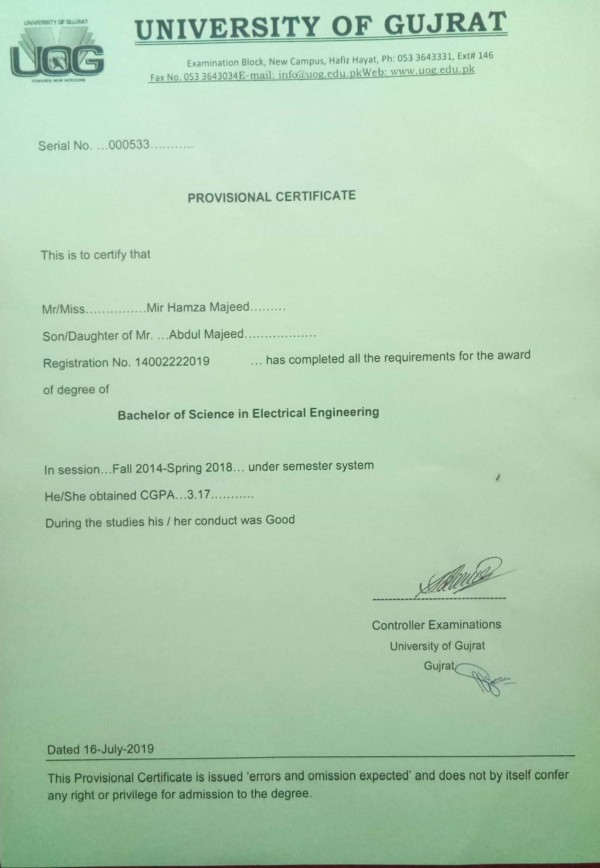 UNIVERSITY OF GUJRAT
UOG
UNIVERSITY OF GUJRAT
Examination Block, New Campus, Hafiz Hayat, Ph: 053 3643331, Ext# 146
Fax No. 053 3643034E-mail: info@uog.edu.pkWeb: www.uog.edu.pk
Serial No. ...000533...........
PROVISIONAL CERTIFICATE
This is to certify that
Mr/Miss...............Mir Hamza Majeed.........
Son/Daughter of Mr. ...Abdul Majeed..................
Registration No. 14002222019 ... has completed all the requirements for the award
of degree of
Bachelor of Science in Electrical Engineering
In session...Fall 2014-Spring 2018... under semester system
He/She obtained CGPA...3.17...........
During the studies his / her conduct was Good
Controller Examinations
University of Gujrat
Gujrat
Dated 16-July-2019
This Provisional Certificate is issued 'errors and omission expected' and does not by itself confer
any right or privilege for admission to the degree.